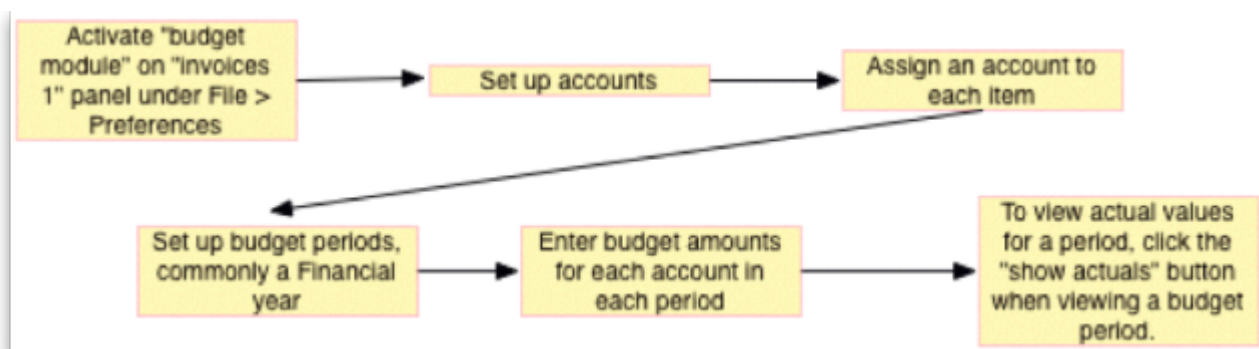 Activate "budget
module" on "invoices
1" panel under File >
Preferences
Set up accounts
Assign an account to
each item
Set up budget periods,
commonly a Financial
year
Enter budget amounts
for each account in
each period
To view actual values
for a period, click the
"show actuals" button
when viewing a budget
period.